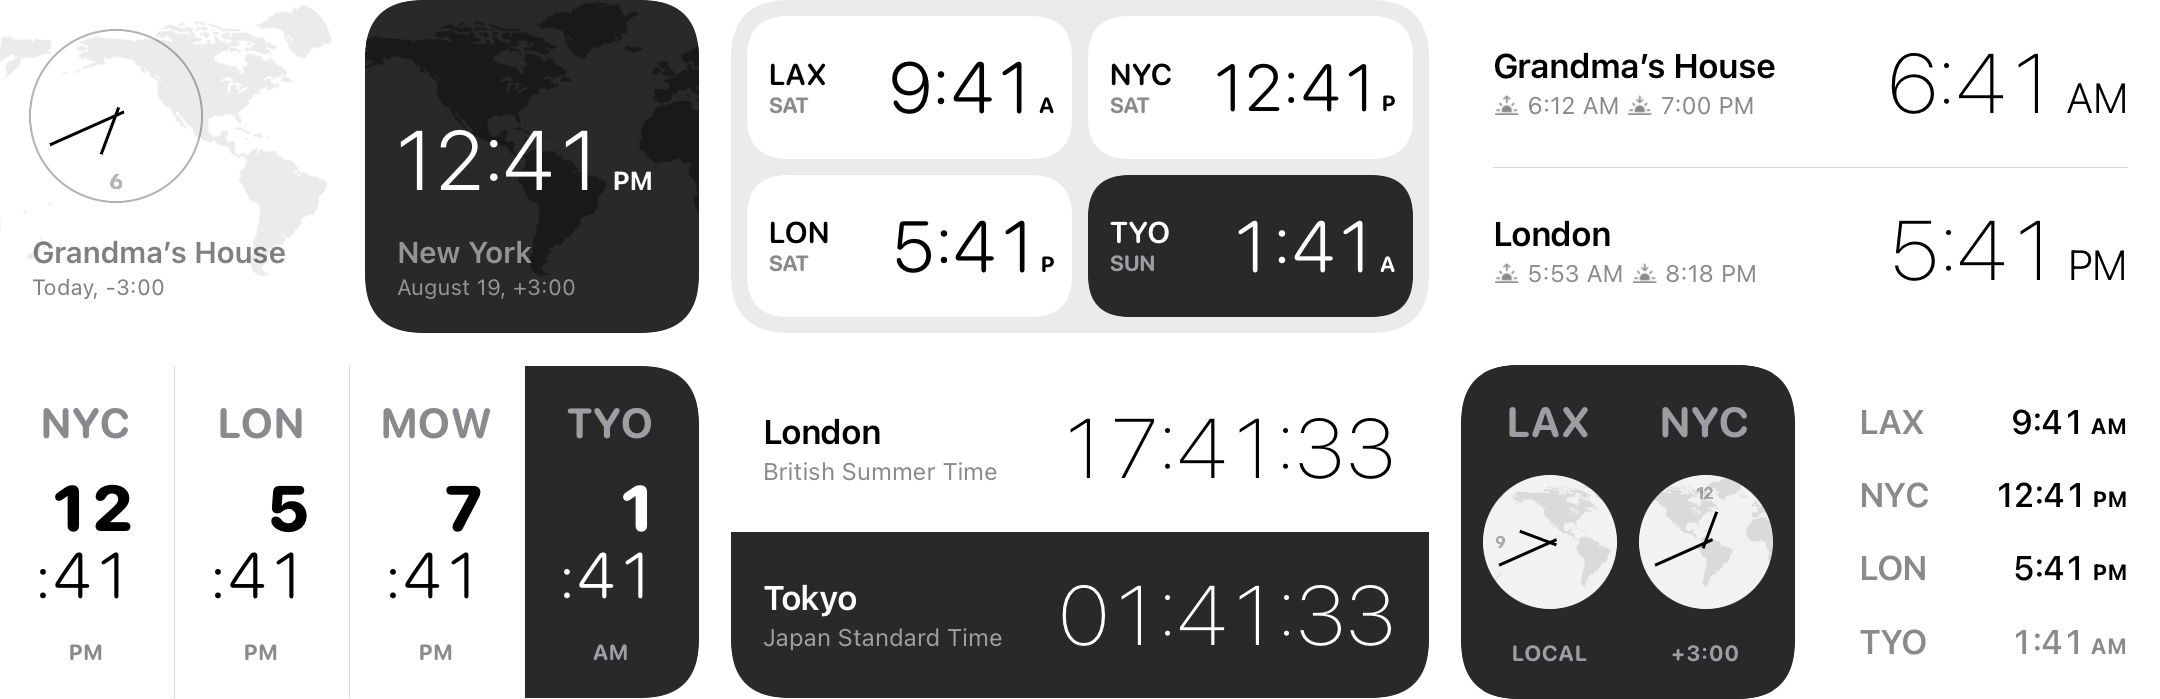 6
Grandma's House
Today, -3:00
12:41 PM
New York
August 19, +3:00
LAX
SAT
9:41 A
NYC
SAT
12:41 P
LON
SAT
5:41 P
TYO
SUN
1:41 A
Grandma's House
6:12 AM 7:00 PM
6:41 AM
London
5:53 AM 8:18 PM
5:41 PM
NYC
12
:41
PM
LON
5
:41
PM
MOW
7
:41
PM
TYO
1
:41
AM
London
British Summer Time
17:41:33
Tokyo
Japan Standard Time
01:41:33
LAX
9
LOCAL
NYC
12
+3:00
LAX 9:41 AM
NYC 12:41 PM
LON 5:41 PM
TYO 1:41 AM